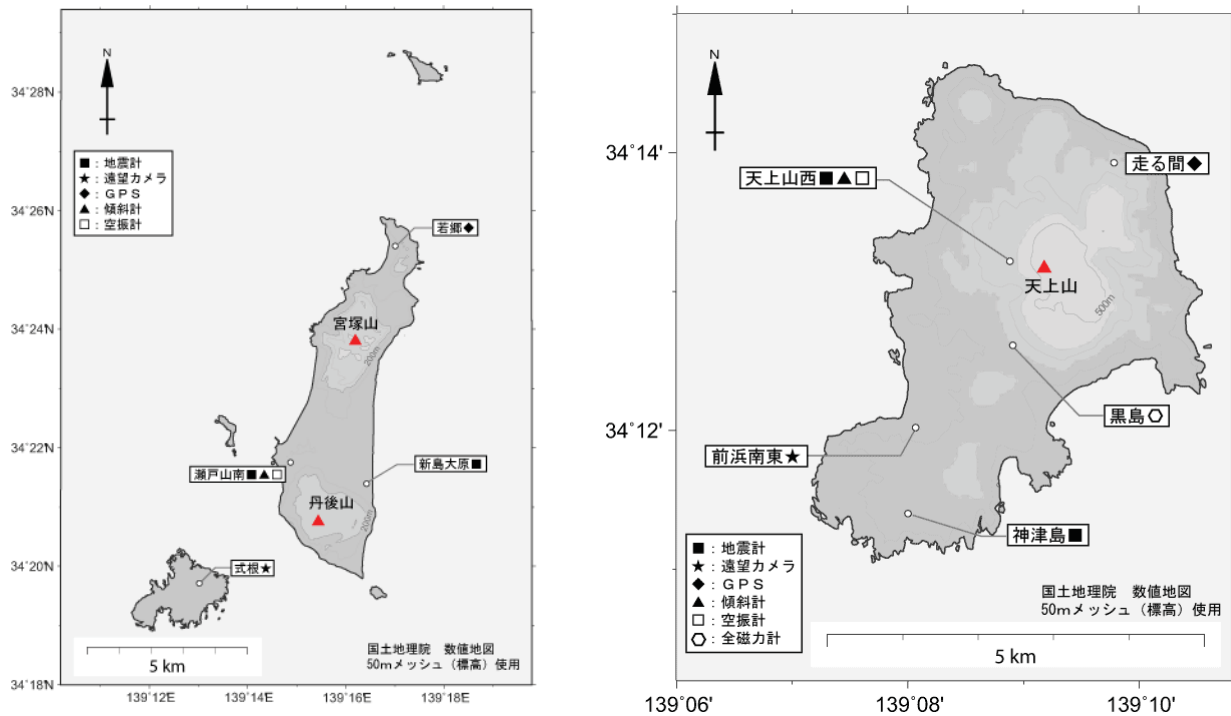 N
34°28'N
34°26'N
34°24'N
34°22'N
34°20'N
34°18'N
■：地震計
★：遠望カメラ
◆：ＧＰＳ
▲：傾斜計
□：空振計
若郷◆
宮塚山
200m
瀬戸山南■▲□
新島大原■
丹後山
200m
式根★
5 km
国土地理院　数値地図
50mメッシュ（標高）使用
139°12'E
139°14'E
139°16'E
139°18'E
N
34°14'
34°12'
天上山西■▲□
走る間◆
天上山
500m
黒島⬡
前浜南東★
神津島■
■：地震計
★：遠望カメラ
◆：ＧＰＳ
▲：傾斜計
□：空振計
⬡：全磁力計
国土地理院　数値地図
50mメッシュ（標高）使用
5 km
139°06'
139°08'
139°10'